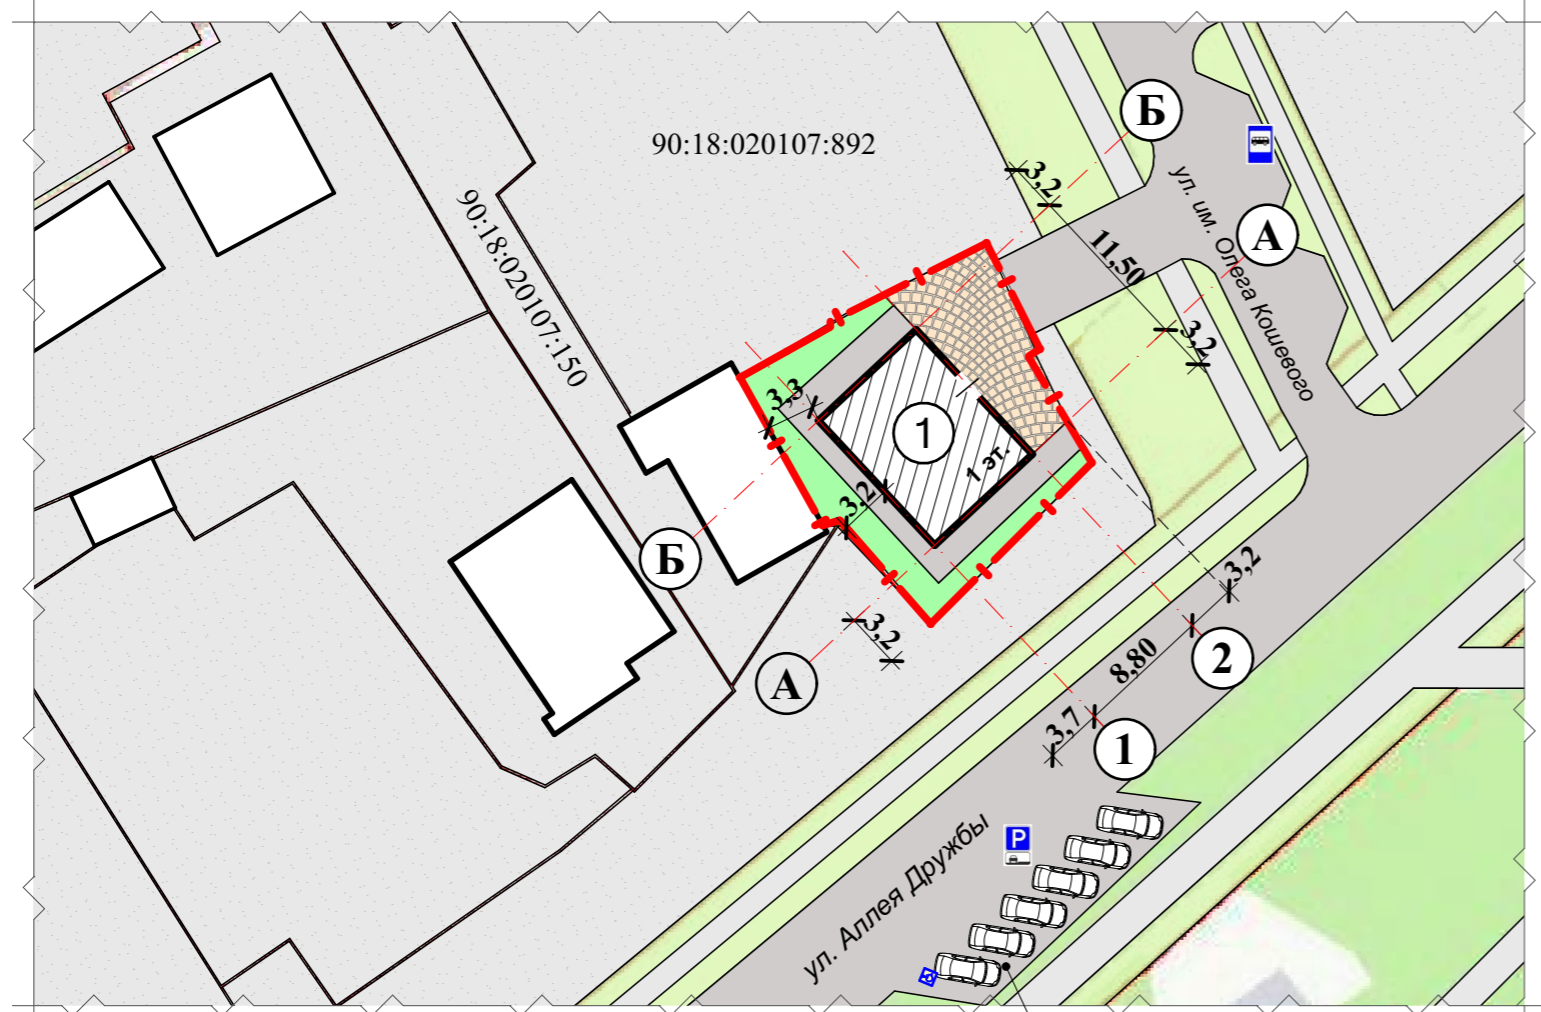 Б
90:18:020107:892
3,2
ул. им. Олега Кошевого
А
90:18:020107:150
11,50
3,2
3,3
1
1 эт.
3,2
Б
3,2
3,2
А
8,80
2
3,7
1
ул. Аллея Дружбы
P